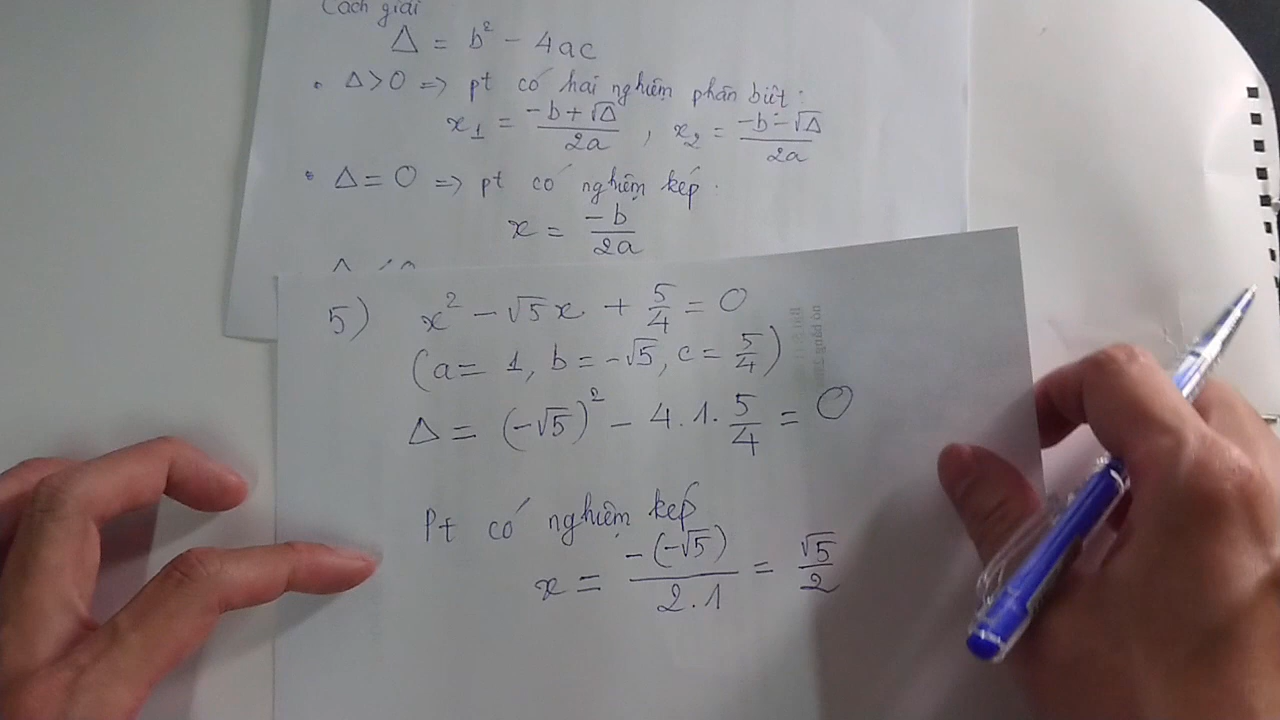 Cách giải
Δ = b² - 4ac
• Δ > 0 => pt có hai nghiệm phân biệt:
x₁ = (-b + √Δ)/2a , x₂ = (-b - √Δ)/2a
• Δ = 0 => pt có nghiệm kép.
x = -b/2a
5) x² - √5x + 5/4 = 0
(a = 1, b = -√5, c = 5/4)
Δ = (-√5)² - 4.1.5/4 = 0
Pt có nghiệm kép
x = -(-√5)/2.1 = √5/2